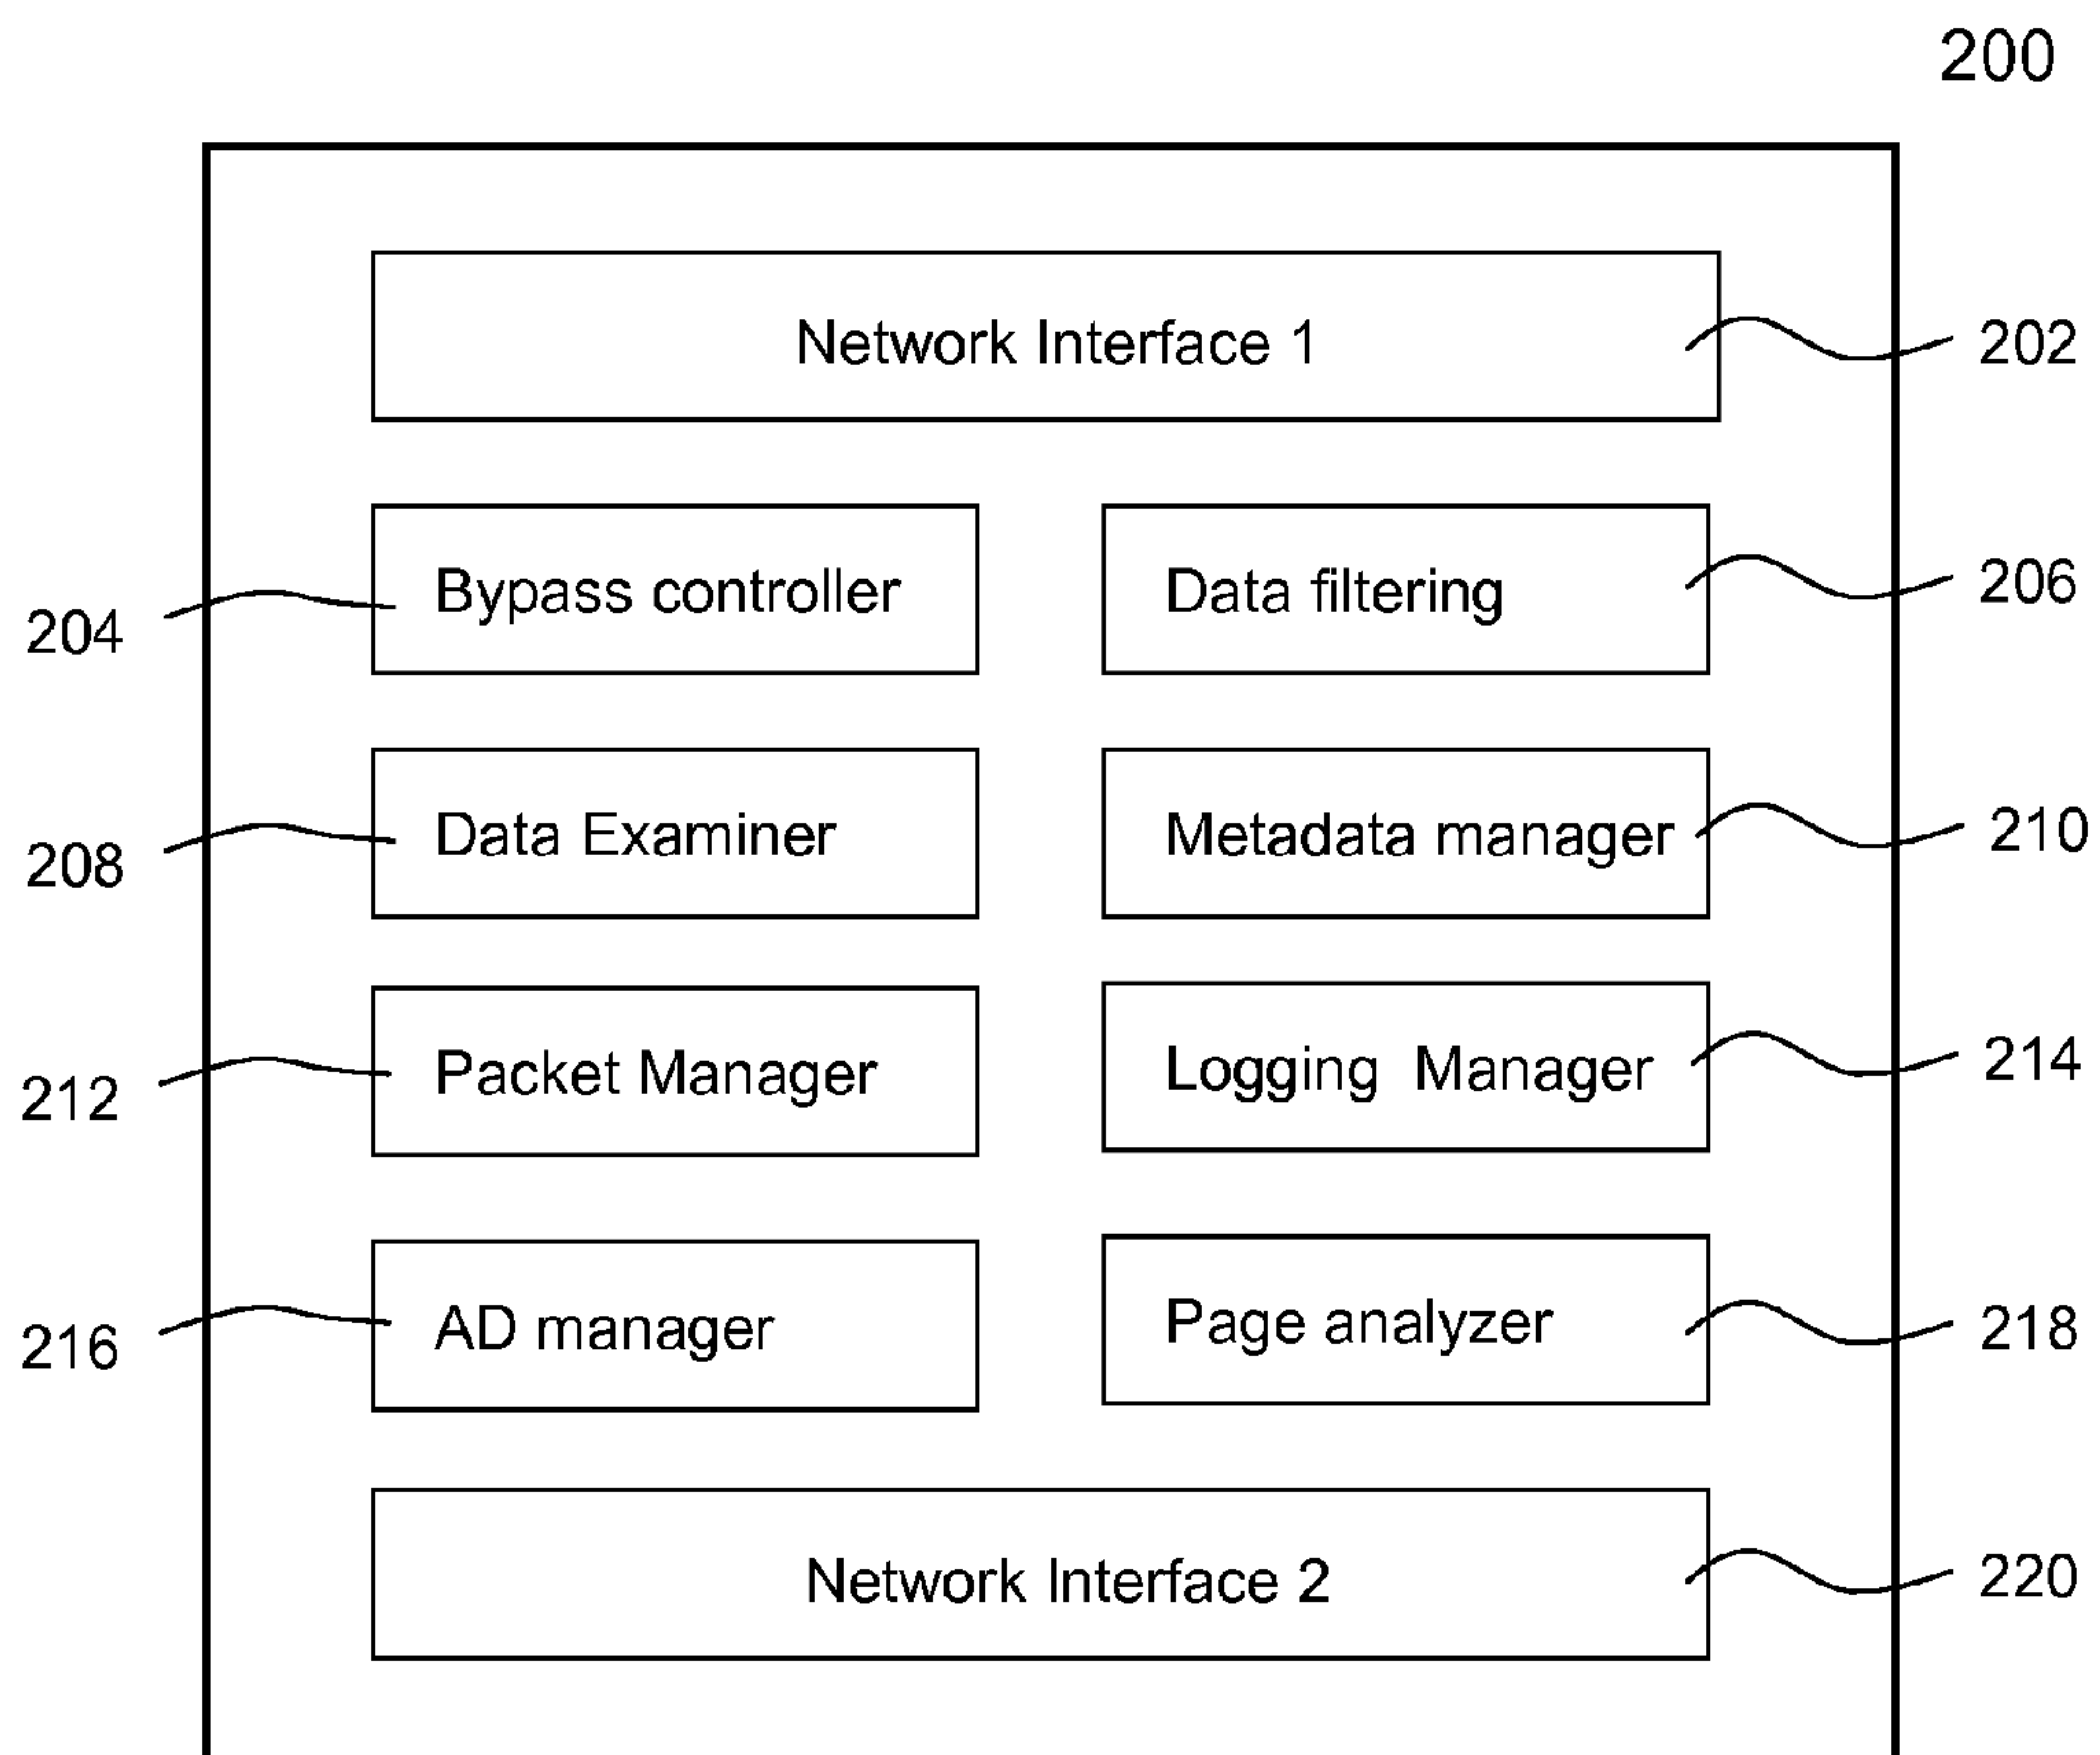 200
Network Interface 1
202
204
Bypass controller
Data filtering
206
208
Data Examiner
Metadata manager
210
212
Packet Manager
Logging Manager
214
216
AD manager
Page analyzer
218
Network Interface 2
220